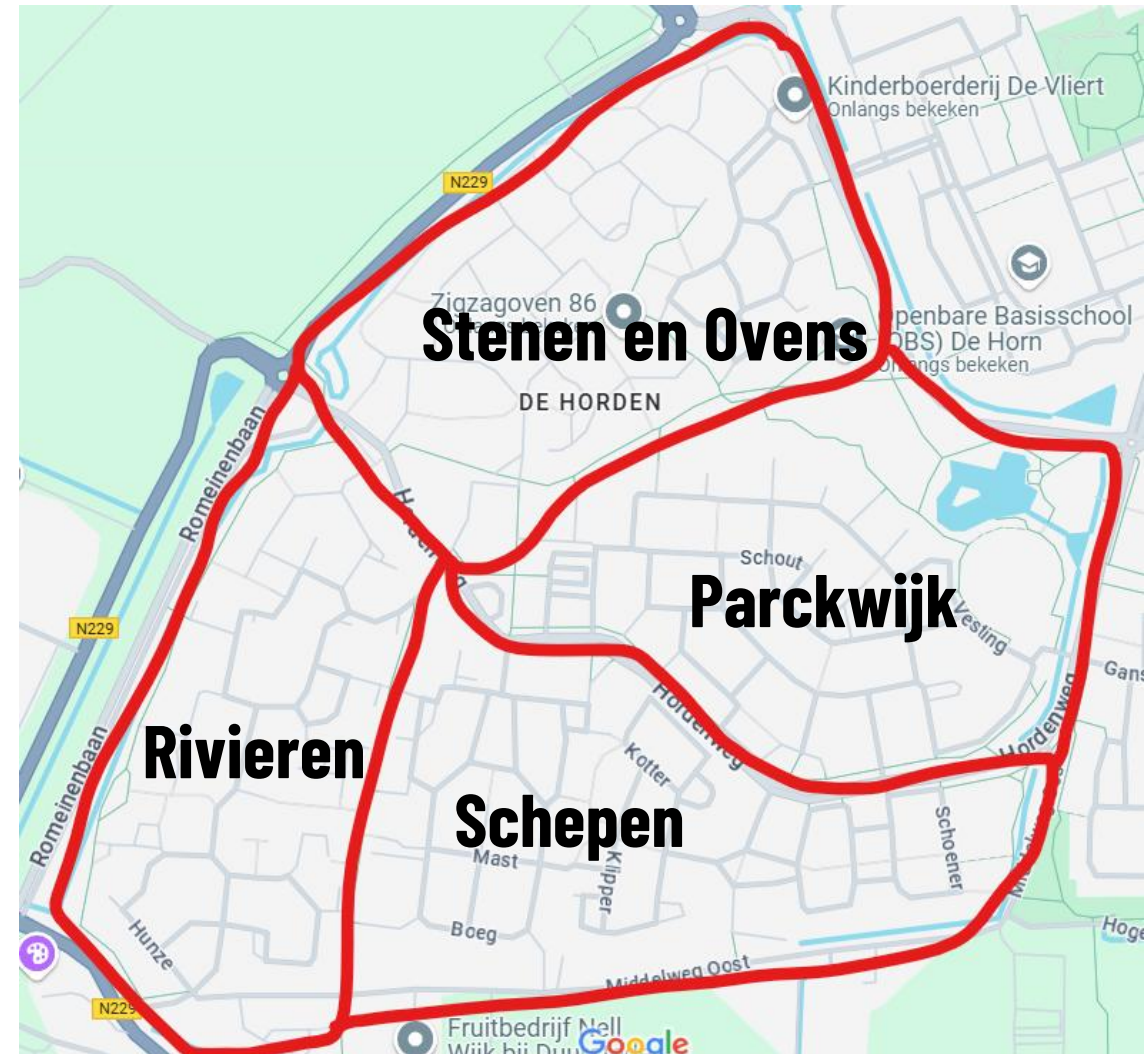 Kinderboerderij De Vliert
Onlangs bekeken
N229
Zigzagoven 86
Stenen en Ovens
Openbare Basisschool
(OBS) De Horn
Onlangs bekeken
DE HORDEN
Romeinenbaan
Schout
Parckwijk
Vesting
N229
Hordenweg
Hordenweg
Rivieren
Kotter
Schepen
Romeinenbaan
Mast
Klipper
Schoener
Boeg
Hunze
Middelweg Oost
N229
Fruitbedrijf Nell
Google